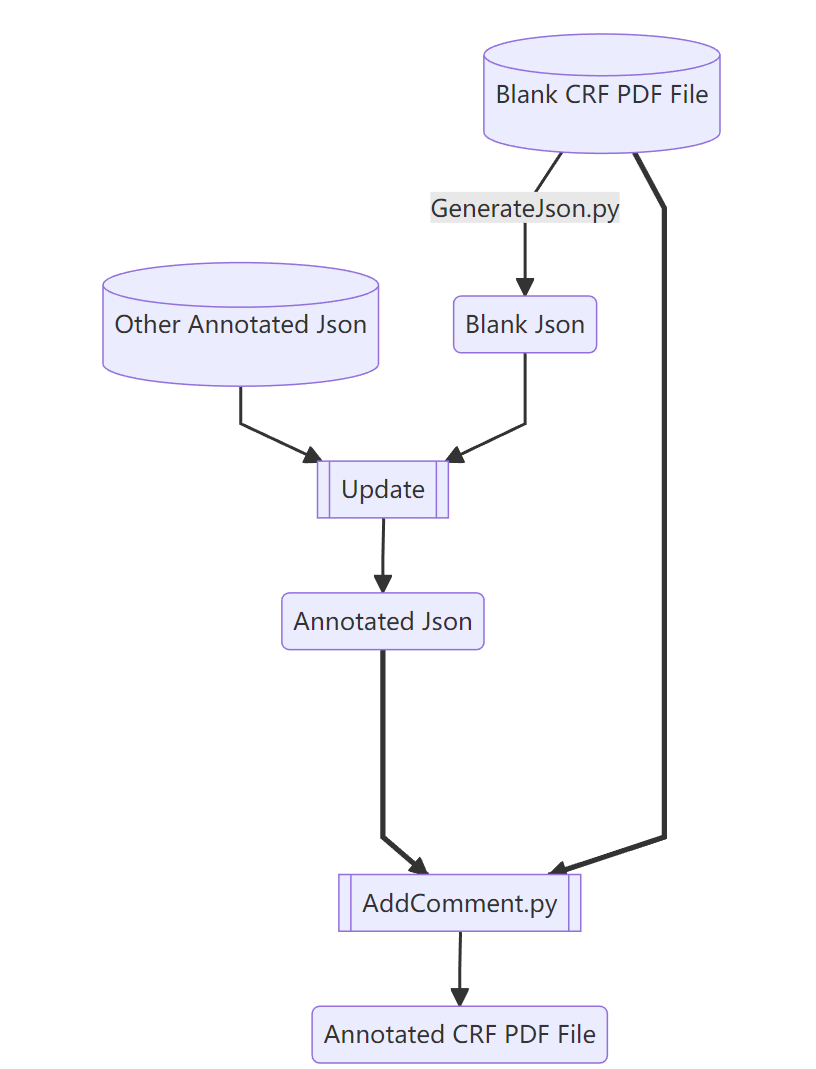 Blank CRF PDF File
GenerateJson.py
Other Annotated Json
Blank Json
Update
Annotated Json
AddComment.py
Annotated CRF PDF File